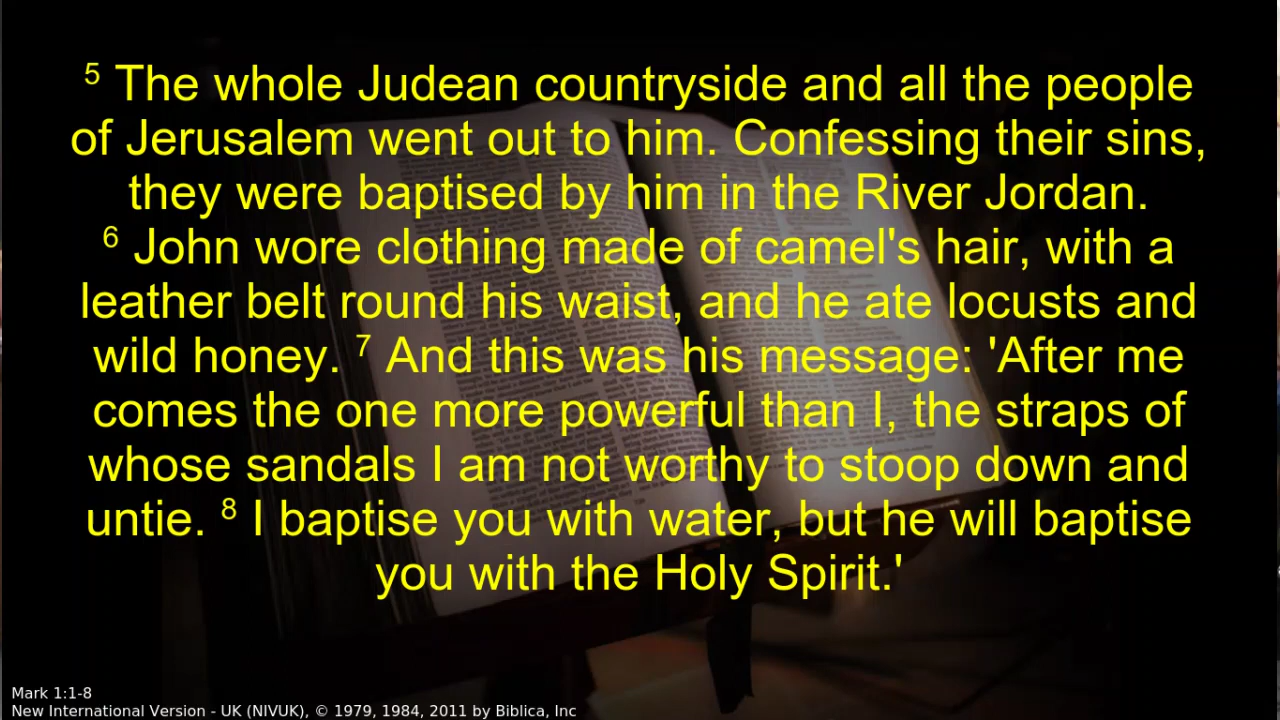 5 The whole Judean countryside and all the people
of Jerusalem went out to him. Confessing their sins,
they were baptised by him in the River Jordan.
6 John wore clothing made of camel's hair, with a
leather belt round his waist, and he ate locusts and
wild honey. 7 And this was his message: 'After me
comes the one more powerful than I, the straps of
whose sandals I am not worthy to stoop down and
untie. 8 I baptise you with water, but he will baptise
you with the Holy Spirit.'
Mark 1:1-8
New International Version - UK (NIVUK), © 1979, 1984, 2011 by Biblica, Inc